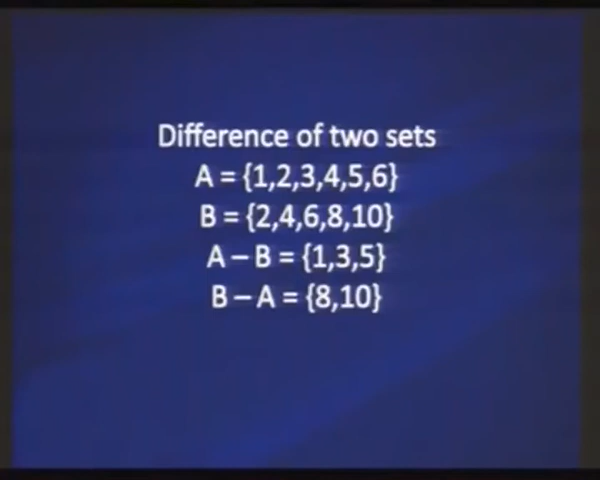 Difference of two sets
A = {1,2,3,4,5,6}
B = {2,4,6,8,10}
A – B = {1,3,5}
B – A = {8,10}